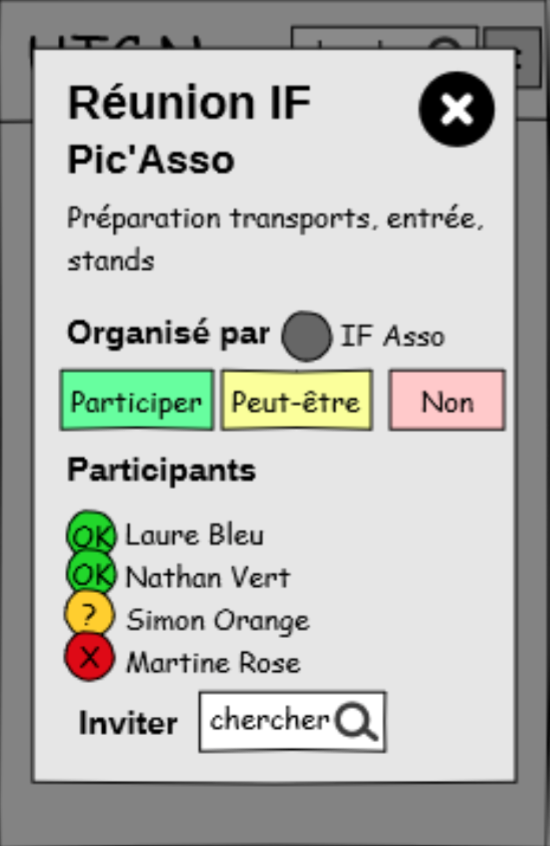 Réunion IF
Pic'Asso
Préparation transports, entrée,
stands
Organisé par IF Asso
Participer Peut-être Non
Participants
OK Laure Bleu
OK Nathan Vert
? Simon Orange
X Martine Rose
Inviter chercher